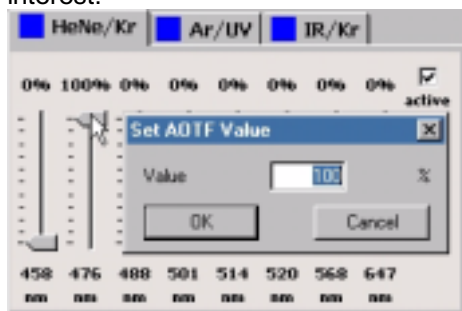 interest.
HeNe/Kr Ar/UV IR/Kr
0% 100% 0% 0% 0% 0% 0% 0%
active
Set AOTF Value
Value 100 %
OK Cancel
458 476 488 501 514 520 568 647
nm nm nm nm nm nm nm nm